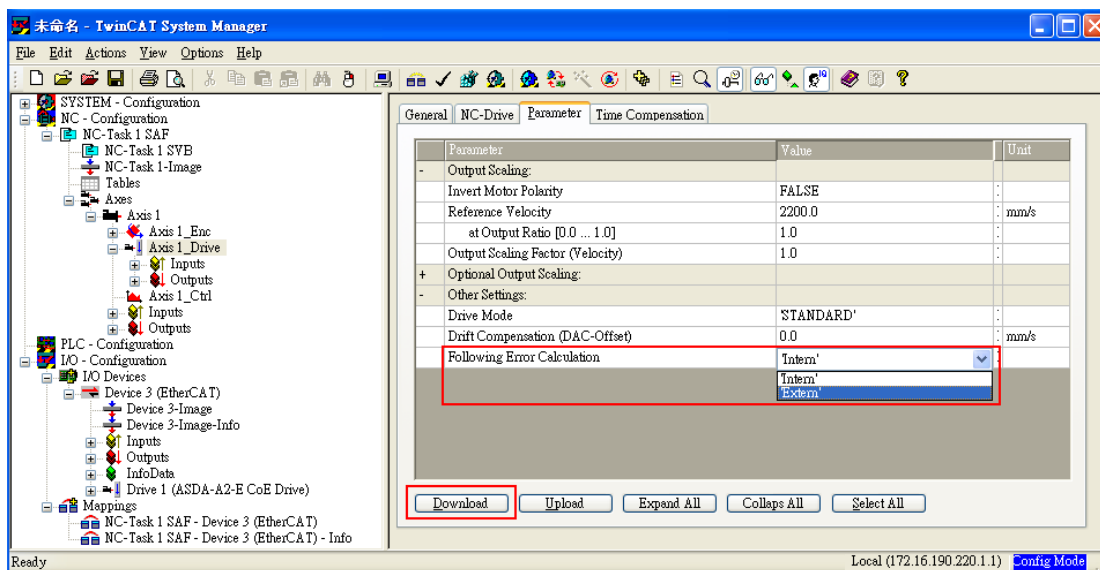 未命名 - TwinCAT System Manager
File Edit Actions View Options Help
SYSTEM - Configuration
NC - Configuration
NC-Task 1 SAF
NC-Task 1 SVB
NC-Task 1-Image
Tables
Axes
Axis 1
Axis 1_Enc
Axis 1_Drive
Inputs
Outputs
Axis 1_Ctrl
Inputs
Outputs
PLC - Configuration
I/O - Configuration
I/O Devices
Device 3 (EtherCAT)
Device 3-Image
Device 3-Image-Info
Inputs
Outputs
InfoData
Drive 1 (ASDA-A2-E CoE Drive)
Mappings
NC-Task 1 SAF - Device 3 (EtherCAT)
NC-Task 1 SAF - Device 3 (EtherCAT) - Info
General NC-Drive Parameter Time Compensation
Parameter Value Unit
- Output Scaling:
Invert Motor Polarity FALSE
Reference Velocity 2200.0 mm/s
at Output Ratio [0.0 ... 1.0] 1.0
Output Scaling Factor (Velocity) 1.0
+ Optional Output Scaling:
- Other Settings:
Drive Mode 'STANDARD'
Drift Compensation (DAC-Offset) 0.0 mm/s
Following Error Calculation 'Intern'
'Intern'
'Extern'
Download Upload Expand All Collaps All Select All
Ready Local (172.16.190.220.1.1) Config Mode